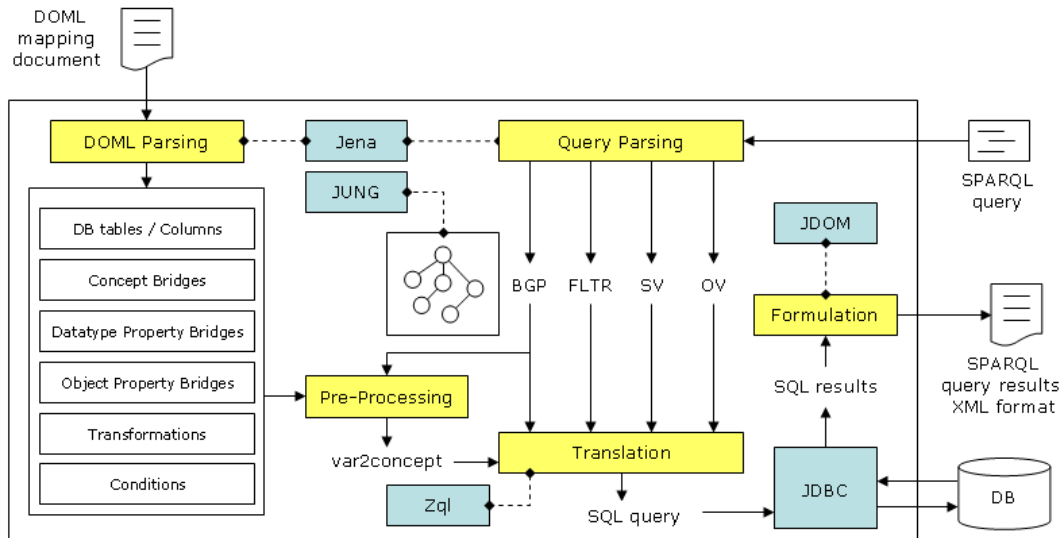 DOML
mapping
document
DOML Parsing
Jena
Query Parsing
JUNG
SPARQL
query
DB tables / Columns
JDOM
Concept Bridges
BGP
FLTR
SV
OV
Datatype Property Bridges
Formulation
Object Property Bridges
Pre-Processing
SQL results
SPARQL
query results
XML format
Transformations
var2concept
Translation
Conditions
Zql
SQL query
JDBC
DB